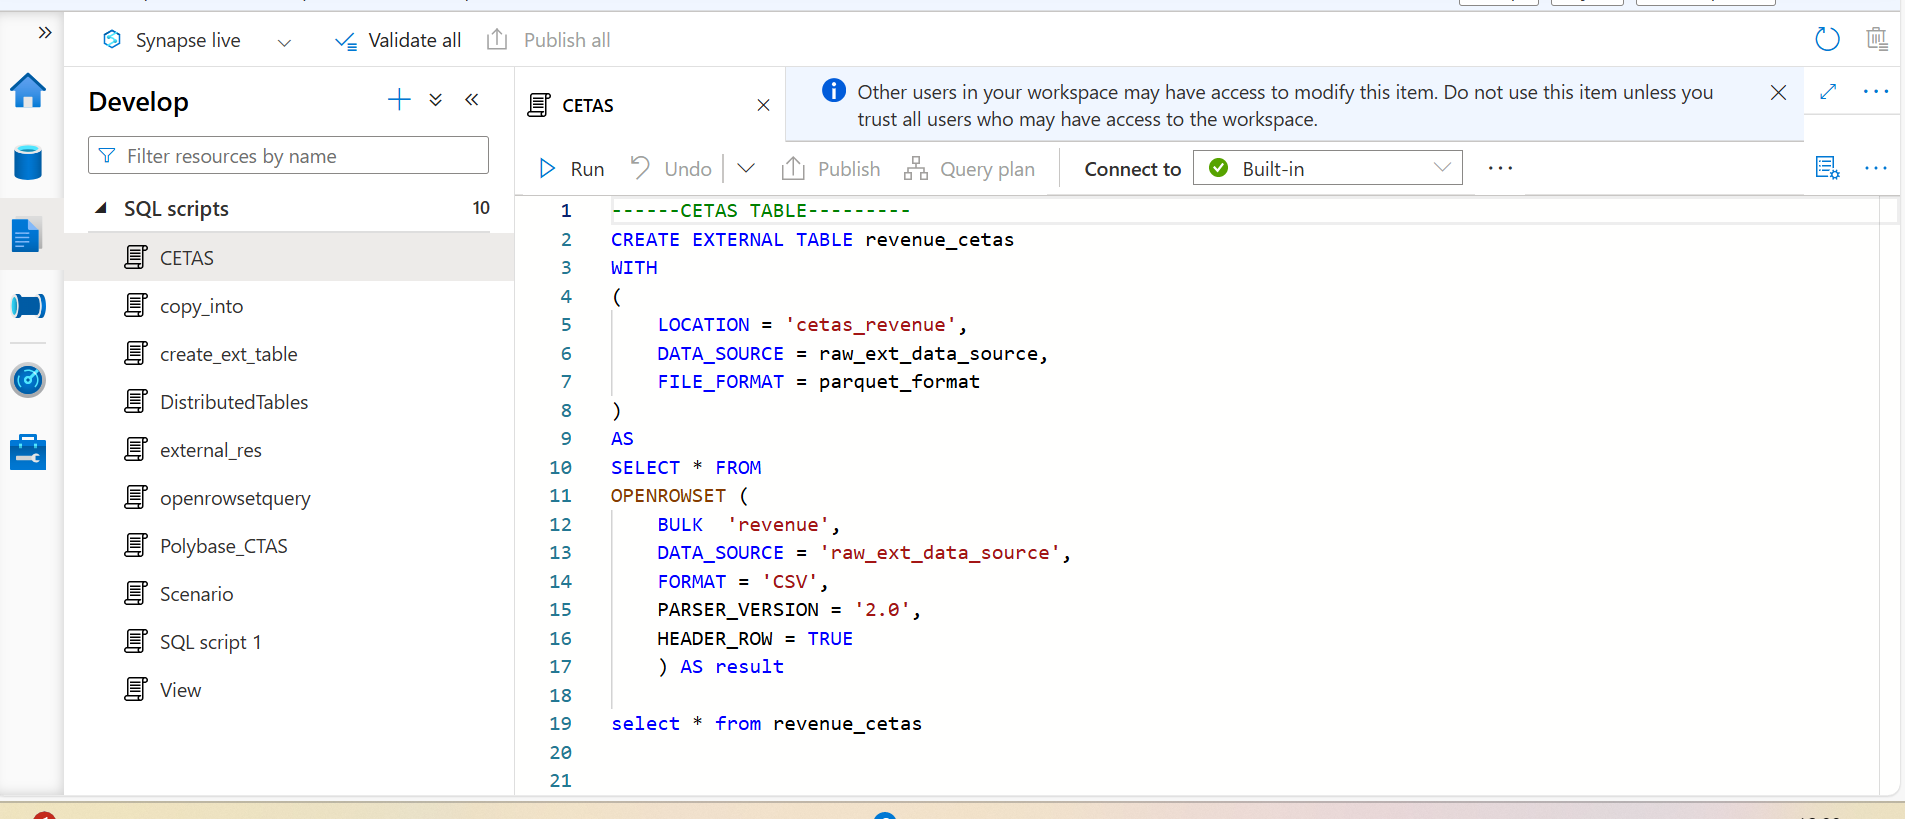 Synapse live
Validate all
Publish all
Develop
Filter resources by name
SQL scripts
10
CETAS
copy_into
create_ext_table
DistributedTables
external_res
openrowsetquery
Polybase_CTAS
Scenario
SQL script 1
View
CETAS
Other users in your workspace may have access to modify this item. Do not use this item unless you
trust all users who may have access to the workspace.
Run
Undo
Publish
Query plan
Connect to
Built-in
1 ------CETAS TABLE---------
2 CREATE EXTERNAL TABLE revenue_cetas
3 WITH
4 (
5 LOCATION = 'cetas_revenue',
6 DATA_SOURCE = raw_ext_data_source,
7 FILE_FORMAT = parquet_format
8 )
9 AS
10 SELECT * FROM
11 OPENROWSET (
12 BULK 'revenue',
13 DATA_SOURCE = 'raw_ext_data_source',
14 FORMAT = 'CSV',
15 PARSER_VERSION = '2.0',
16 HEADER_ROW = TRUE
17 ) AS result
18
19 select * from revenue_cetas
20
21